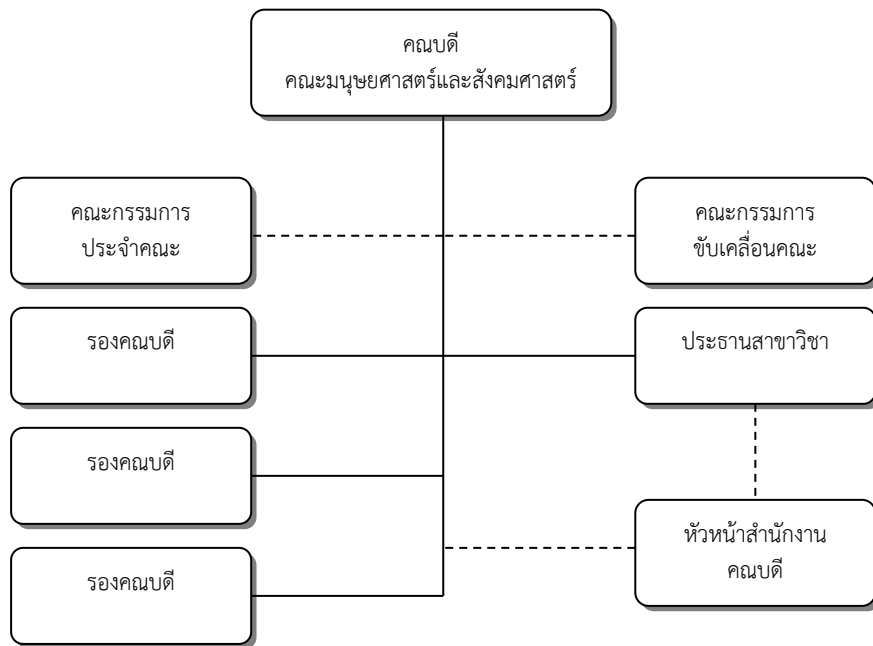 คณบดี
คณะมนุษยศาสตร์และสังคมศาสตร์
คณะกรรมการ
ประจำคณะ
คณะกรรมการ
ขับเคลื่อนคณะ
รองคณบดี
ประธานสาขาวิชา
รองคณบดี
หัวหน้าสำนักงาน
คณบดี
รองคณบดี